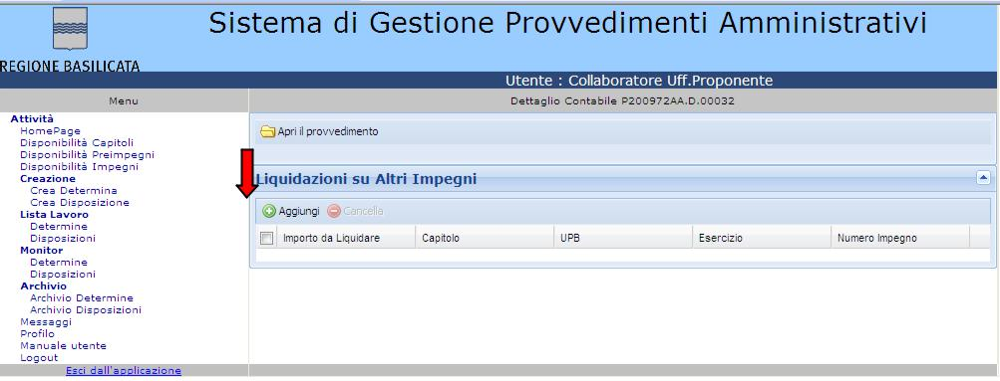 Sistema di Gestione Provvedimenti Amministrativi
REGIONE BASILICATA
Utente : Collaboratore Uff.Proponente
Menu
Dettaglio Contabile P200972AA.D.00032
Attività
HomePage
Disponibilità Capitoli
Disponibilità Preimpegni
Disponibilità Impegni
Creazione
Crea Determina
Crea Disposizione
Lista Lavoro
Determine
Disposizioni
Monitor
Determine
Disposizioni
Archivio
Archivio Determine
Archivio Disposizioni
Messaggi
Profilo
Manuale utente
Logout
Esci dall'applicazione
Apri il provvedimento
Liquidazioni su Altri Impegni
Aggiungi Cancella
Importo da Liquidare Capitolo UPB Esercizio Numero Impegno